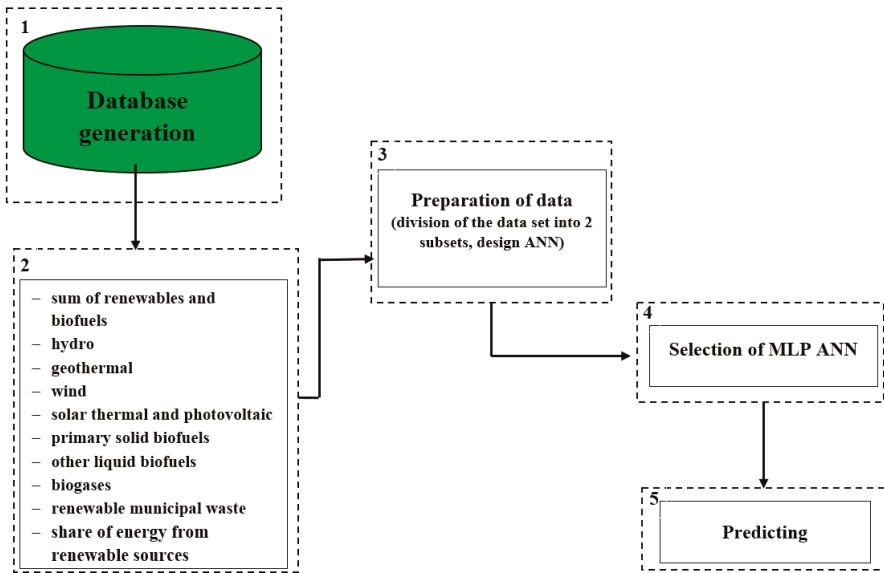 1
Database
generation
2
– sum of renewables and
biofuels
– hydro
– geothermal
– wind
– solar thermal and photovoltaic
– primary solid biofuels
– other liquid biofuels
– biogases
– renewable municipal waste
– share of energy from
renewable sources
3
Preparation of data
(division of the data set into 2
subsets, design ANN)
4
Selection of MLP ANN
5
Predicting